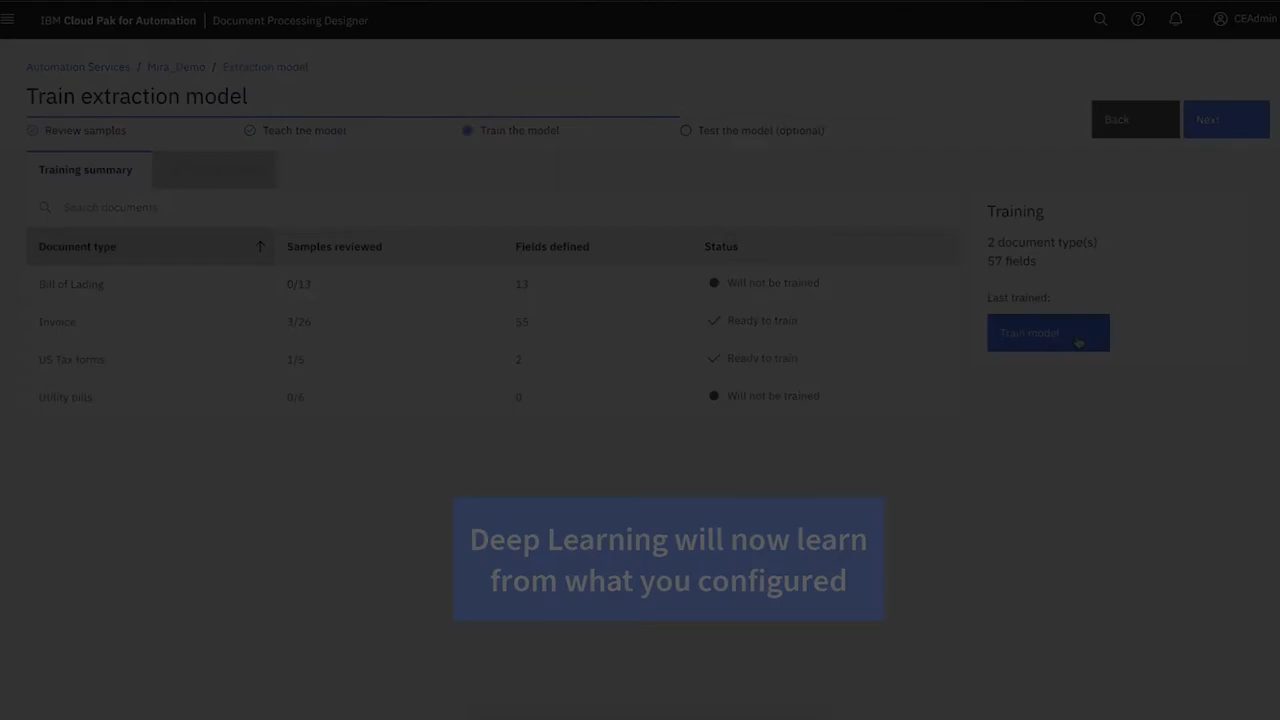 IBM Cloud Pak for Automation | Document Processing Designer
CEAdmin
Automation Services / Mira_Demo / Extraction model
Train extraction model
Back
Next
Review samples
Teach the model
Train the model
Test the model (optional)
Training summary
Search documents
Document type
Samples reviewed
Fields defined
Status
Bill of Lading
0/13
13
Will not be trained
Invoice
3/26
55
Ready to train
US Tax forms
1/5
2
Ready to train
Utility bills
0/6
0
Will not be trained
Training
2 document type(s)
57 fields
Last trained:
Train model
Deep Learning will now learn
from what you configured